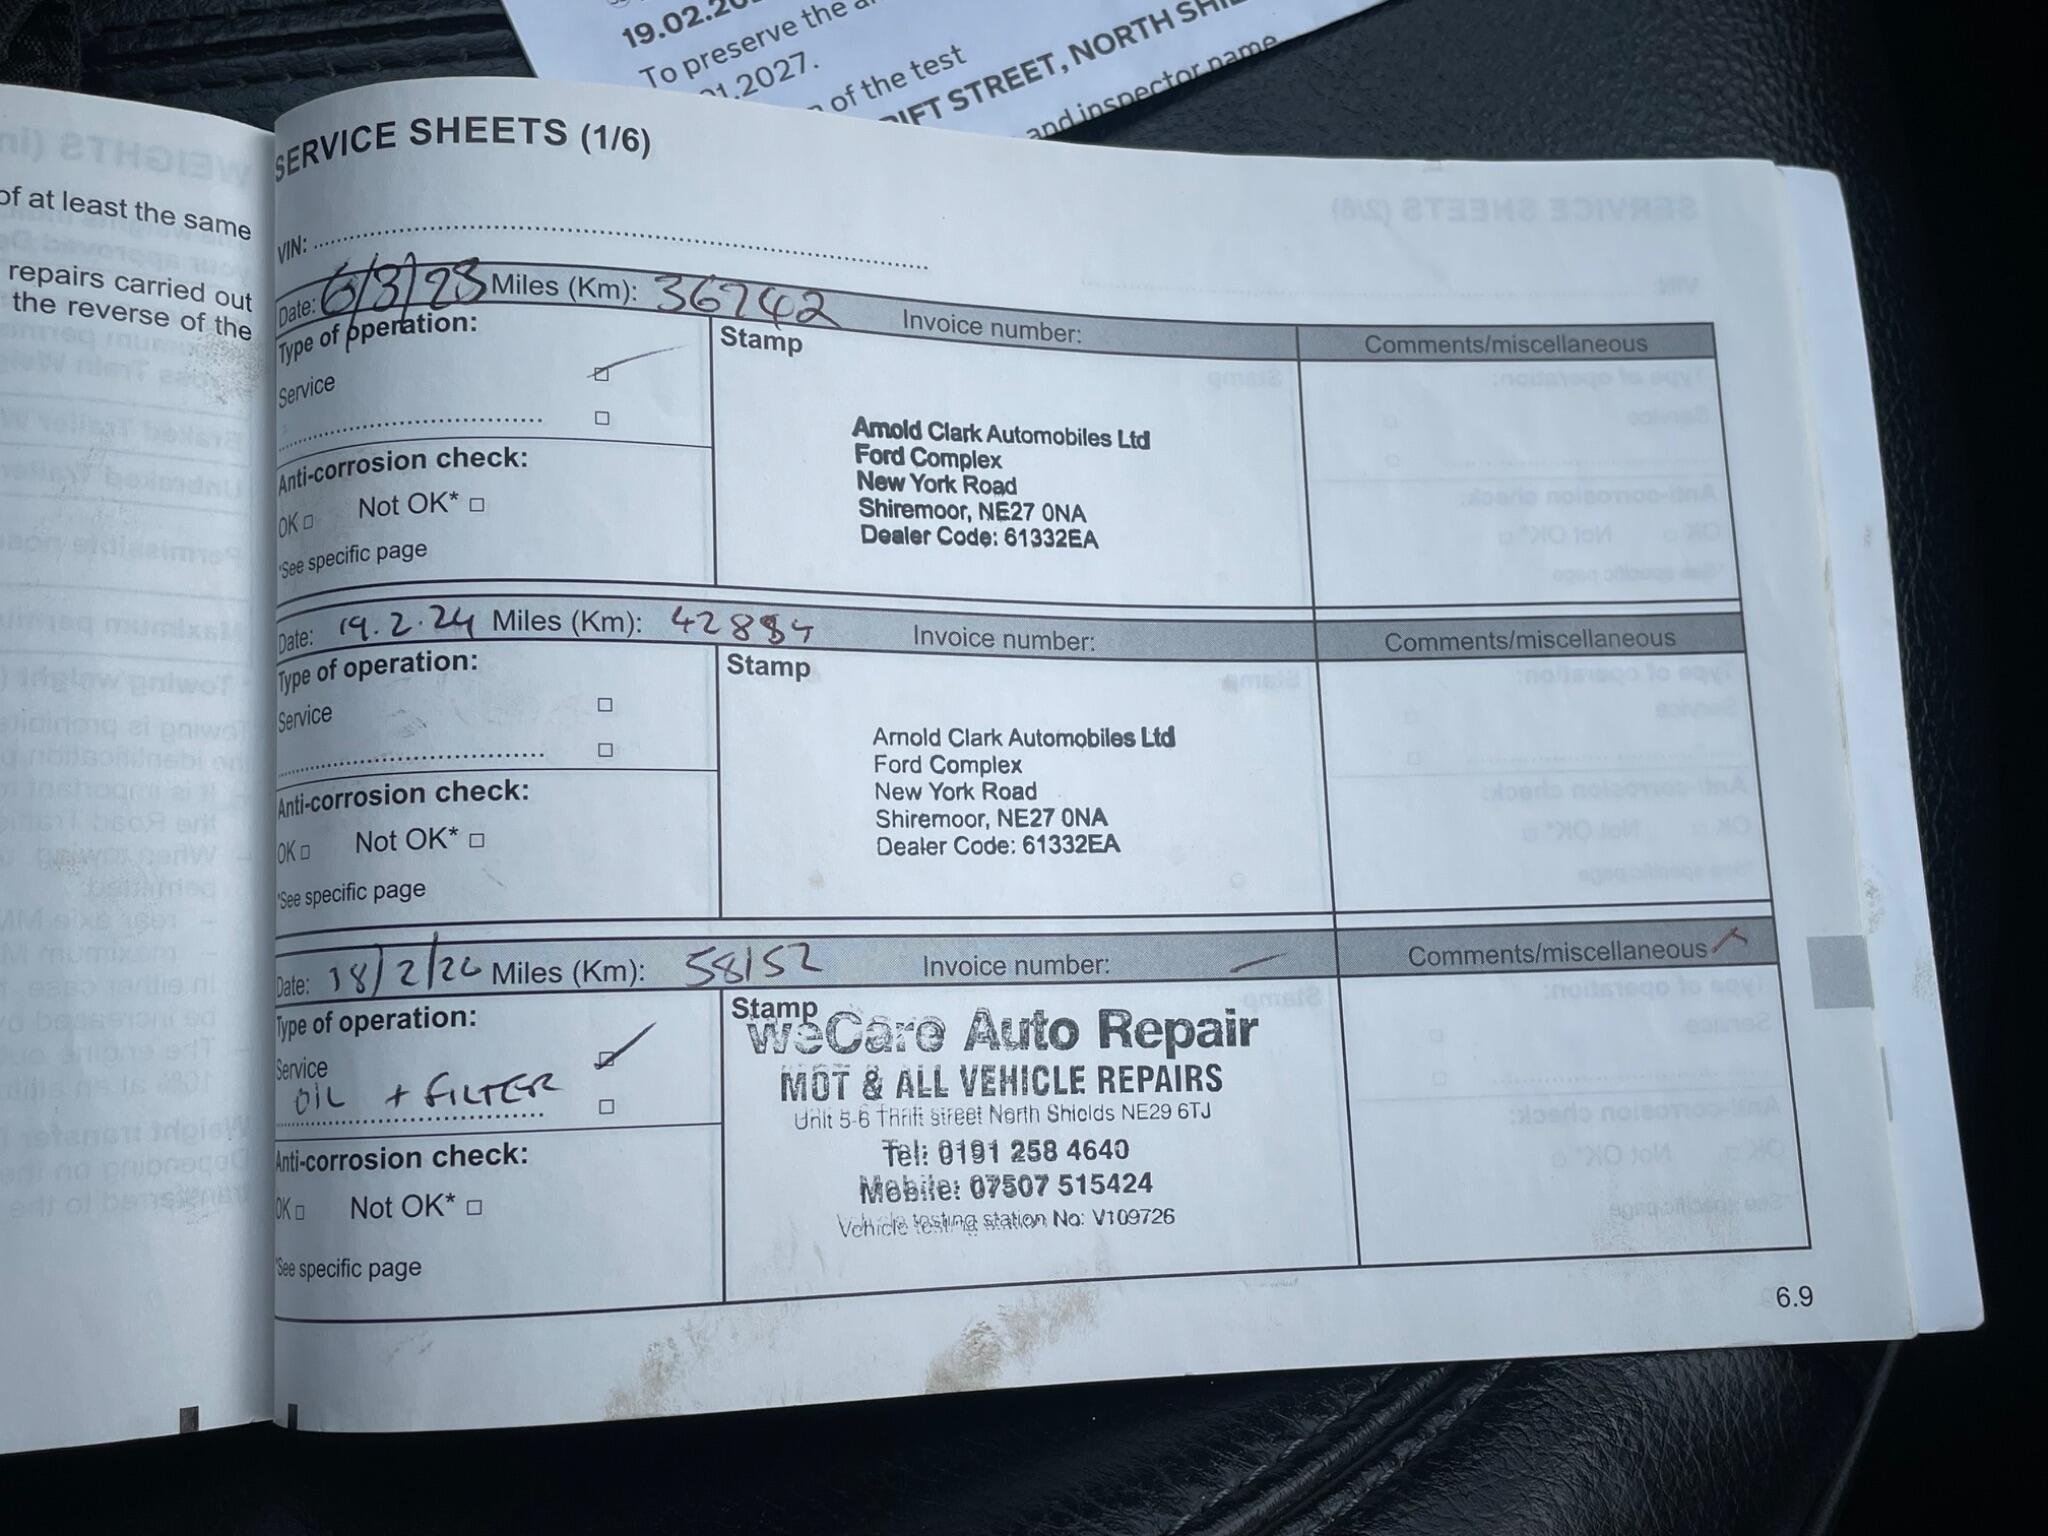 19.02.20
To preserve the a
01.2027.
of the test
RIFT STREET, NORTH SHIE
and inspector name
of at least the same
repairs carried out
the reverse of the
SERVICE SHEETS (1/6)
VIN:
Date: 6/3/23 Miles (Km): 36742 Invoice number: Comments/miscellaneous
Type of operation:
Service
Anti-corrosion check:
OK □ Not OK* □
*See specific page
Stamp
Arnold Clark Automobiles Ltd
Ford Complex
New York Road
Shiremoor, NE27 0NA
Dealer Code: 61332EA
Date: 19.2.24 Miles (Km): 42894 Invoice number: Comments/miscellaneous
Type of operation:
Service
Anti-corrosion check:
OK □ Not OK* □
*See specific page
Stamp
Arnold Clark Automobiles Ltd
Ford Complex
New York Road
Shiremoor, NE27 0NA
Dealer Code: 61332EA
Date: 18/2/26 Miles (Km): 58152 Invoice number: Comments/miscellaneous
Type of operation:
Service
OIL + FILTER
Anti-corrosion check:
OK □ Not OK* □
*See specific page
Stamp
weCare Auto Repair
MOT & ALL VEHICLE REPAIRS
Unit 5-6 Thrift street North Shields NE29 6TJ
Tel: 0191 258 4640
Mobile: 07507 515424
Vehicle testing station No: V109726
6.9